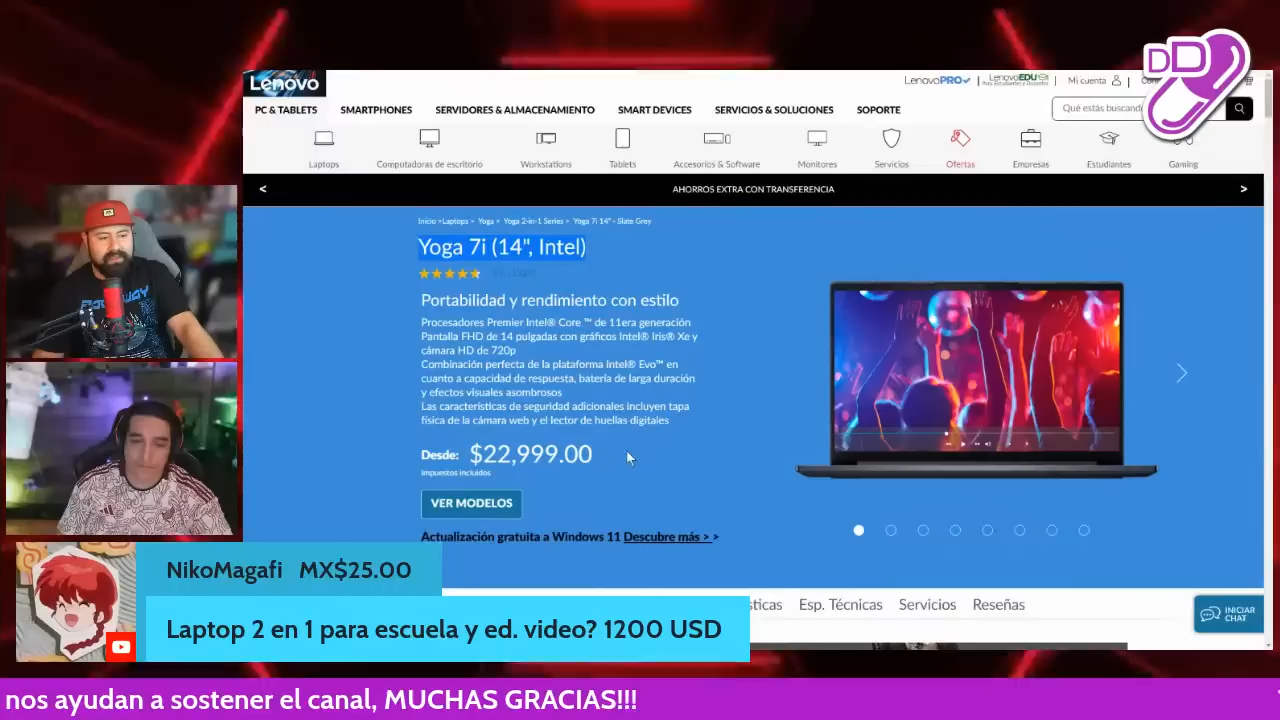 DD
Lenovo
LenovoPRO
LenovoEDU
Mi cuenta
PC & TABLETS
SMARTPHONES
SERVIDORES & ALMACENAMIENTO
SMART DEVICES
SERVICIOS & SOLUCIONES
SOPORTE
Qué estás buscand
Laptops
Computadoras de escritorio
Workstations
Tablets
Accesorios & Software
Monitores
Servicios
Ofertas
Empresas
Estudiantes
Gaming
< AHORROS EXTRA CON TRANSFERENCIA >
Inicio >Laptops > Yoga > Yoga 2-in-1 Series > Yoga 7i 14" - Slate Grey
Yoga 7i (14", Intel)
Portabilidad y rendimiento con estilo
Procesadores Premier Intel® Core ™ de 11era generación
Pantalla FHD de 14 pulgadas con gráficos Intel® Iris® Xe y
cámara HD de 720p
Combinación perfecta de la plataforma Intel® Evo™ en
cuanto a capacidad de respuesta, batería de larga duración
y efectos visuales asombrosos
Las características de seguridad adicionales incluyen tapa
física de la cámara web y el lector de huellas digitales
Desde: $22,999.00
Impuestos incluidos
VER MODELOS
Actualización gratuita a Windows 11 Descubre más > >
sticas
Esp. Técnicas
Servicios
Reseñas
INICIAR
CHAT
NikoMagafi MX$25.00
Laptop 2 en 1 para escuela y ed. video? 1200 USD
nos ayudan a sostener el canal, MUCHAS GRACIAS!!!